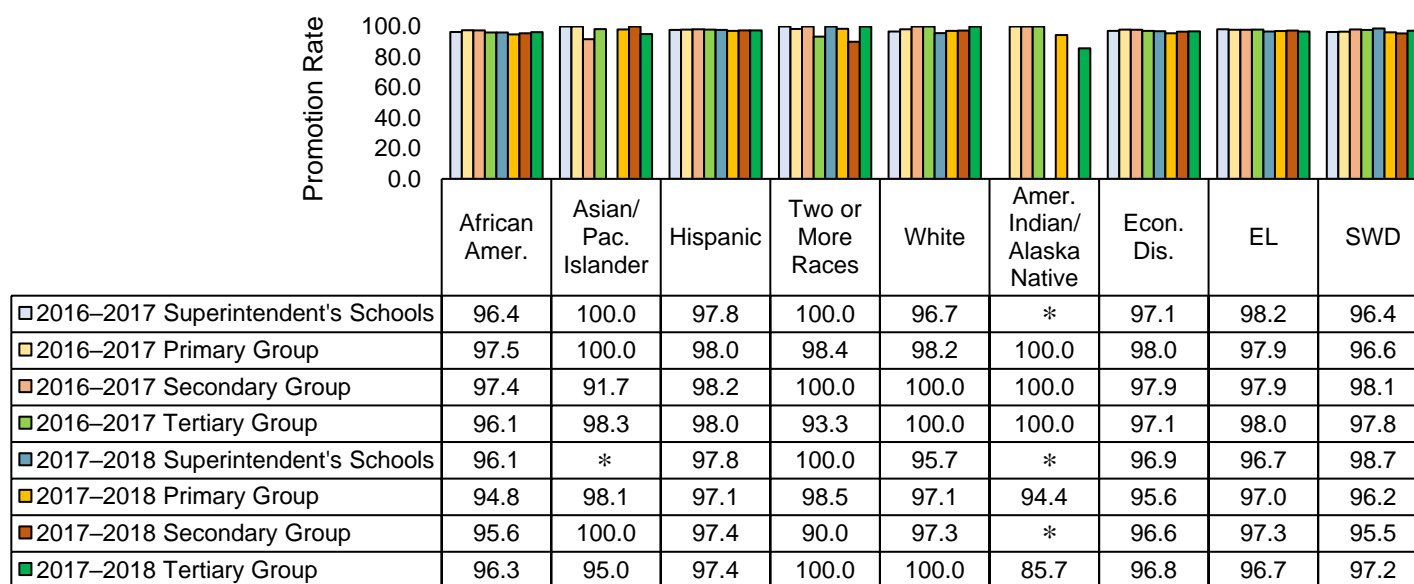 Promotion Rate
100.0
80.0
60.0
40.0
20.0
0.0
African Amer.
Asian/ Pac. Islander
Hispanic
Two or More Races
White
Amer. Indian/ Alaska Native
Econ. Dis.
EL
SWD
2016–2017 Superintendent's Schools 96.4 100.0 97.8 100.0 96.7 * 97.1 98.2 96.4
2016–2017 Primary Group 97.5 100.0 98.0 98.4 98.2 100.0 98.0 97.9 96.6
2016–2017 Secondary Group 97.4 91.7 98.2 100.0 100.0 100.0 97.9 97.9 98.1
2016–2017 Tertiary Group 96.1 98.3 98.0 93.3 100.0 100.0 97.1 98.0 97.8
2017–2018 Superintendent's Schools 96.1 * 97.8 100.0 95.7 * 96.9 96.7 98.7
2017–2018 Primary Group 94.8 98.1 97.1 98.5 97.1 94.4 95.6 97.0 96.2
2017–2018 Secondary Group 95.6 100.0 97.4 90.0 97.3 * 96.6 97.3 95.5
2017–2018 Tertiary Group 96.3 95.0 97.4 100.0 100.0 85.7 96.8 96.7 97.2